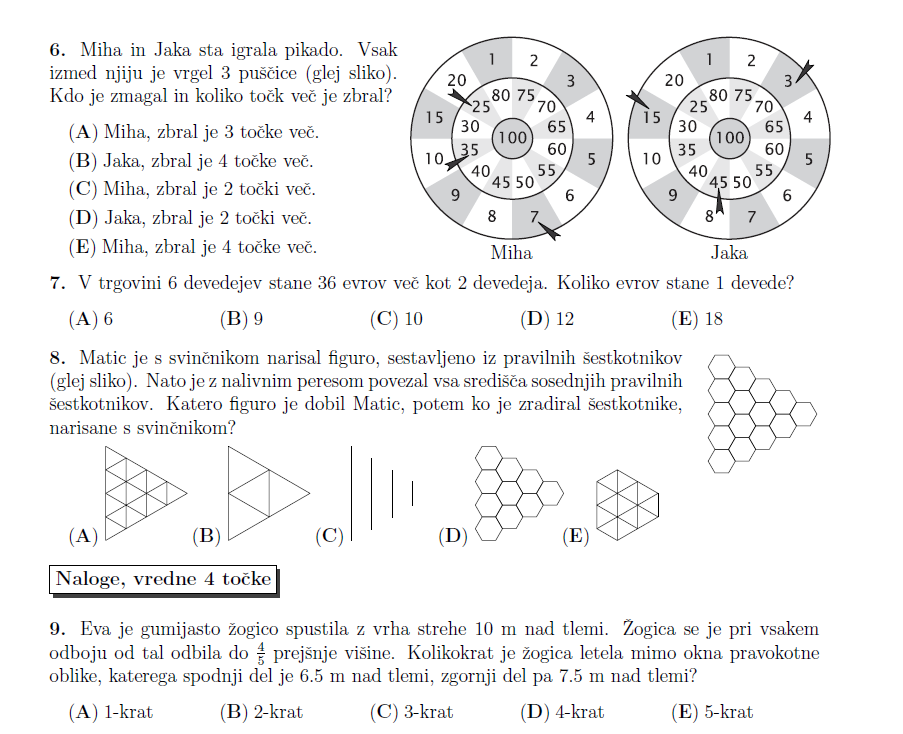 6. Miha in Jaka sta igrala pikado. Vsak
izmed njiju je vrgel 3 puščice (glej sliko).
Kdo je zmagal in koliko točk več je zbral?
(A) Miha, zbral je 3 točke več.
(B) Jaka, zbral je 4 točke več.
(C) Miha, zbral je 2 točki več.
(D) Jaka, zbral je 2 točki več.
(E) Miha, zbral je 4 točke več.
1 2 3 4 5 6 7 8 9 10 15 20
80 75 70 65 60 55 50 45 40 35 30 25
100
Miha
1 2 3 4 5 6 7 8 9 10 15 20
80 75 70 65 60 55 50 45 40 35 30 25
100
Jaka
7. V trgovini 6 devedejev stane 36 evrov več kot 2 devedeja. Koliko evrov stane 1 devede?
(A) 6 (B) 9 (C) 10 (D) 12 (E) 18
8. Matic je s svinčnikom narisal figuro, sestavljeno iz pravilnih šestkotnikov
(glej sliko). Nato je z nalivnim peresom povezal vsa središča sosednjih pravilnih
šestkotnikov. Katero figuro je dobil Matic, potem ko je zradiral šestkotnike,
narisane s svinčnikom?
(A) (B) (C) (D) (E)
Naloge, vredne 4 točke
9. Eva je gumijasto žogico spustila z vrha strehe 10 m nad tlemi. Žogica se je pri vsakem
odboju od tal odbila do 4/5 prejšnje višine. Kolikokrat je žogica letela mimo okna pravokotne
oblike, katerega spodnji del je 6.5 m nad tlemi, zgornji del pa 7.5 m nad tlemi?
(A) 1-krat (B) 2-krat (C) 3-krat (D) 4-krat (E) 5-krat